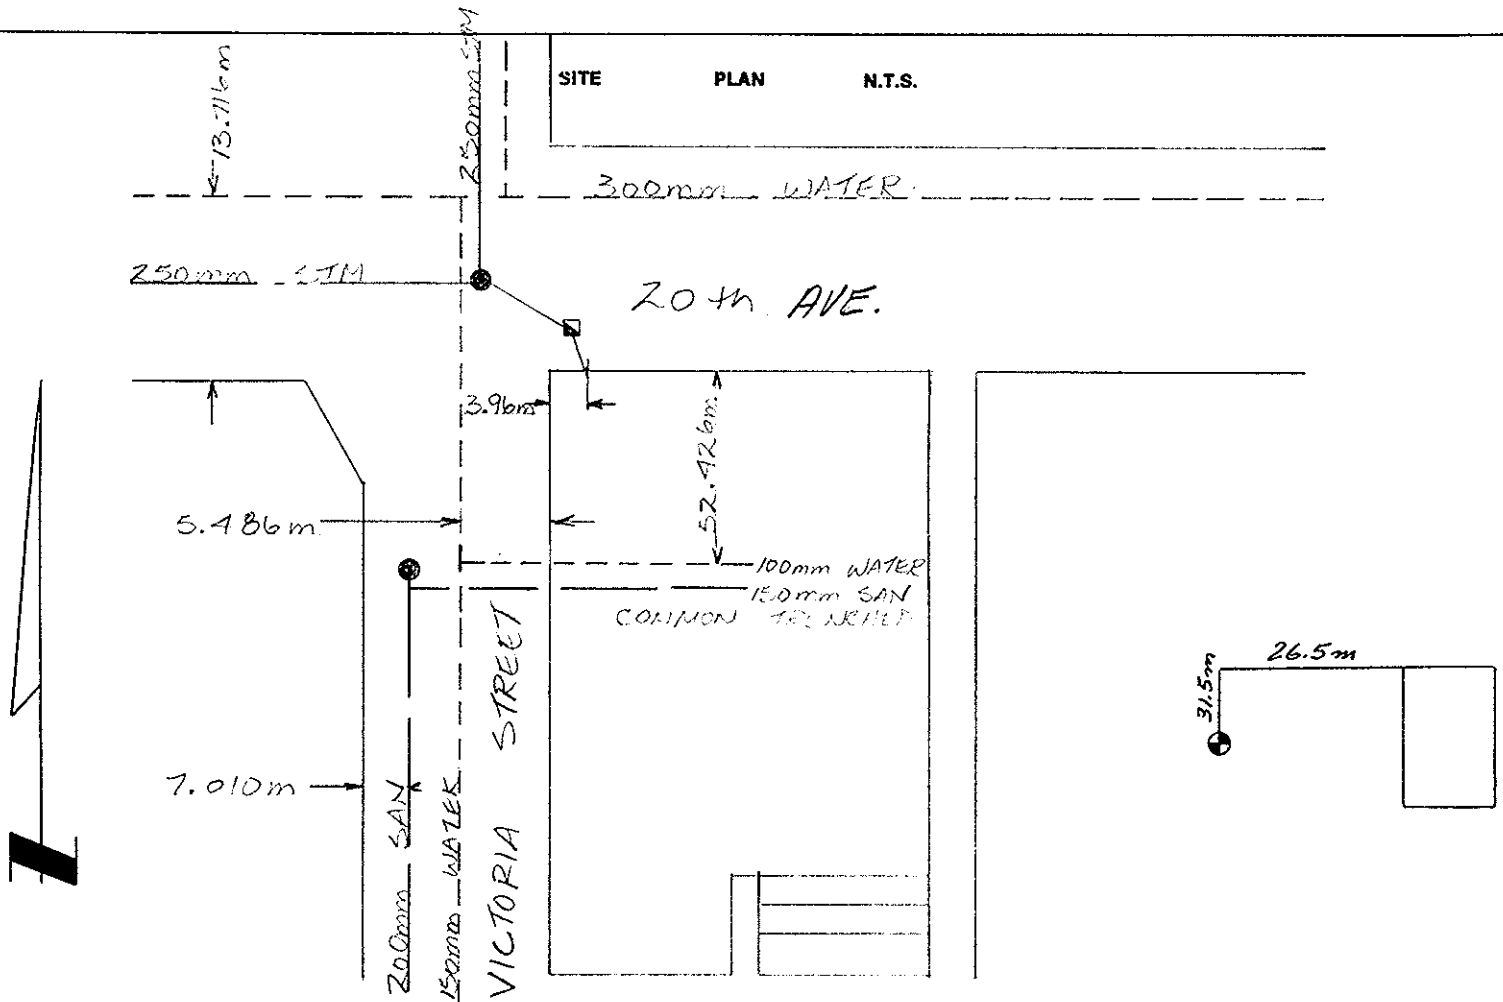 250mm STM
13.716m
SITE PLAN N.T.S.
300mm WATER
250mm STM
20th AVE.
3.96m
52.426m
5.486m
100mm WATER
150mm SAN
COMMON
26.5m
31.5m
7.010m
200mm SAN
150mm WATER
VICTORIA STREET